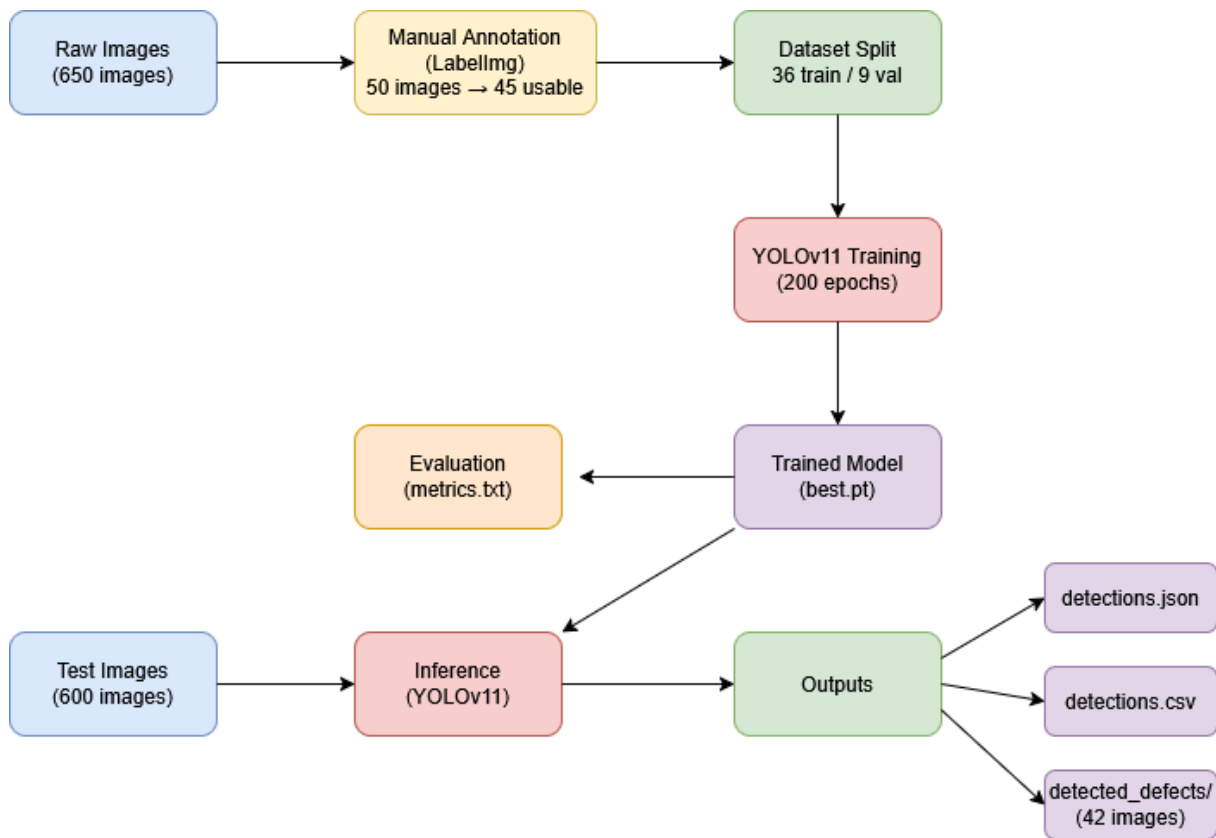 Raw Images
(650 images)
Manual Annotation
(LabelImg)
50 images → 45 usable
Dataset Split
36 train / 9 val
YOLOv11 Training
(200 epochs)
Evaluation
(metrics.txt)
Trained Model
(best.pt)
Test Images
(600 images)
Inference
(YOLOv11)
Outputs
detections.json
detections.csv
detected_defects/
(42 images)